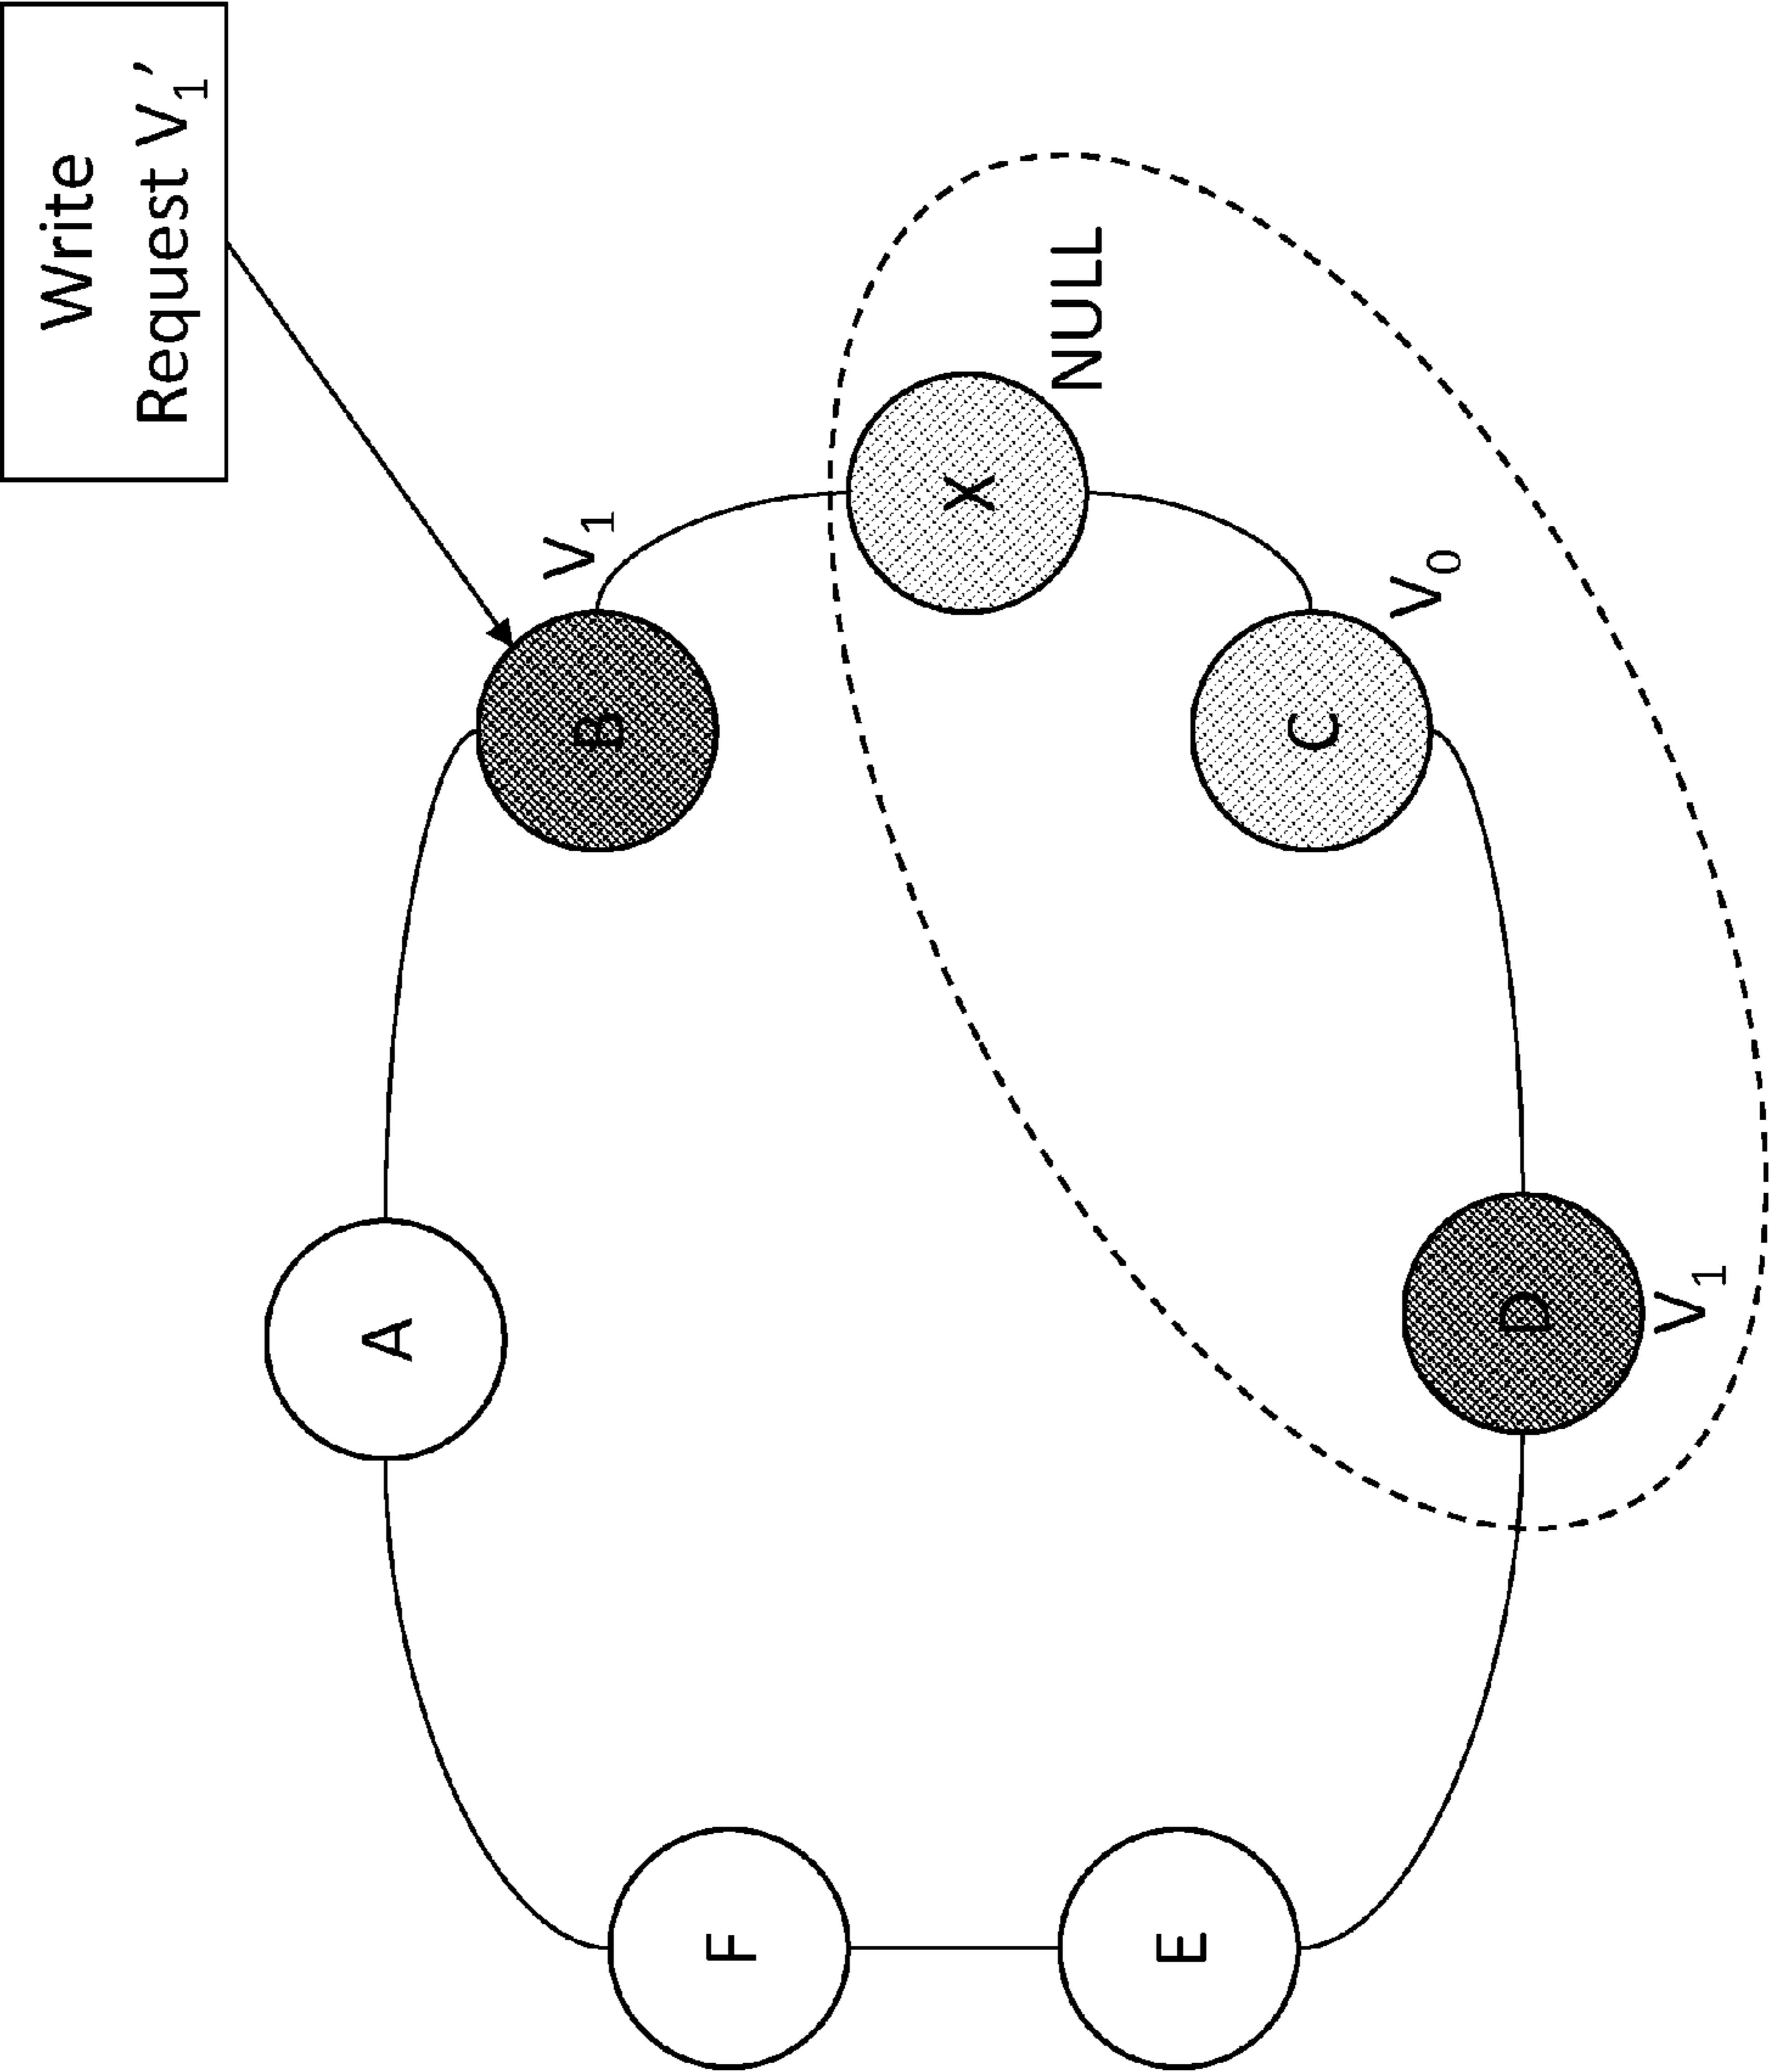 Write
Request V₁’
B
V₁
X
NULL
A
C
V₀
D
V₁
F
E